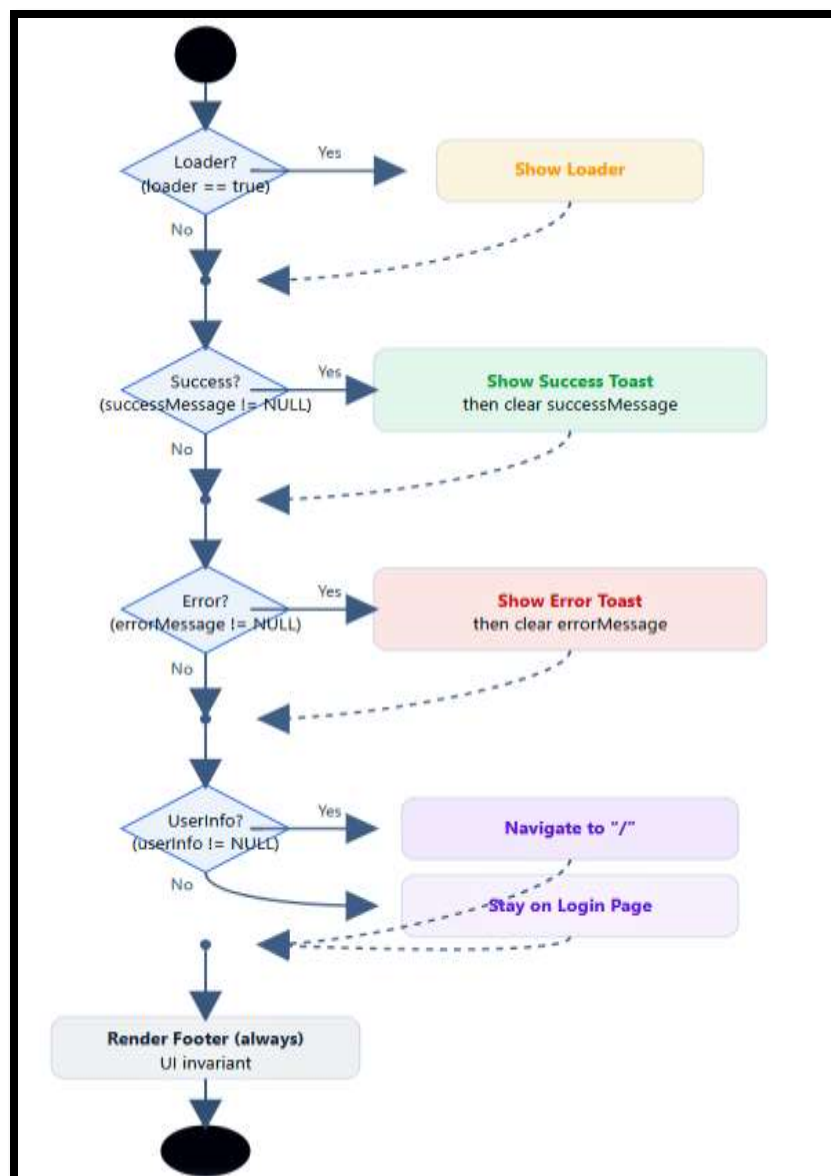 Loader?
(loader == true)
Yes
Show Loader
No
Success?
(successMessage != NULL)
Yes
Show Success Toast
then clear successMessage
No
Error?
(errorMessage != NULL)
Yes
Show Error Toast
then clear errorMessage
No
UserInfo?
(userInfo != NULL)
Yes
Navigate to "/"
No
Stay on Login Page
Render Footer (always)
UI invariant